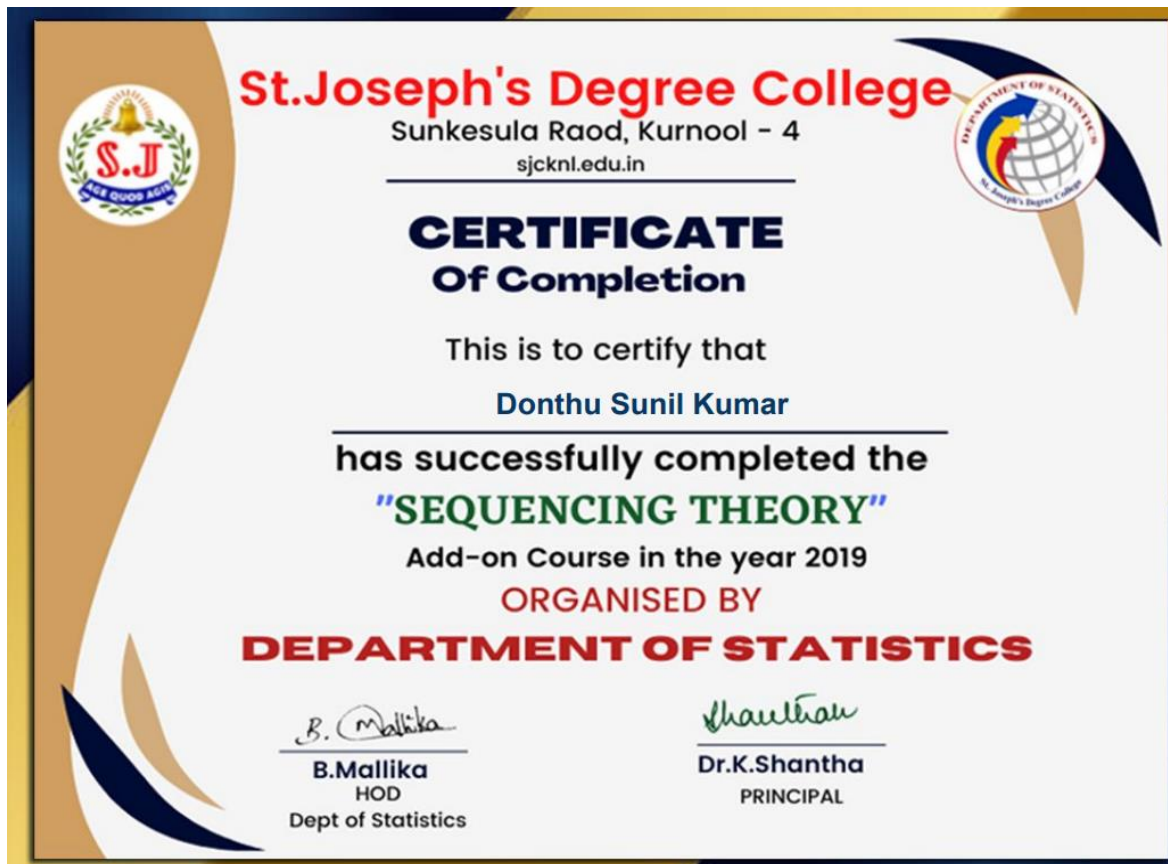 St.Joseph's Degree College
Sunkesula Raod, Kurnool - 4
sjcknl.edu.in
S.J
AGE QUOD AGIS
DEPARTMENT OF STATISTICS
St. Joseph's Degree College
CERTIFICATE
Of Completion
This is to certify that
Donthu Sunil Kumar
has successfully completed the
"SEQUENCING THEORY"
Add-on Course in the year 2019
ORGANISED BY
DEPARTMENT OF STATISTICS
B. Mallika
B.Mallika
HOD
Dept of Statistics
Dr.K.Shantha
PRINCIPAL